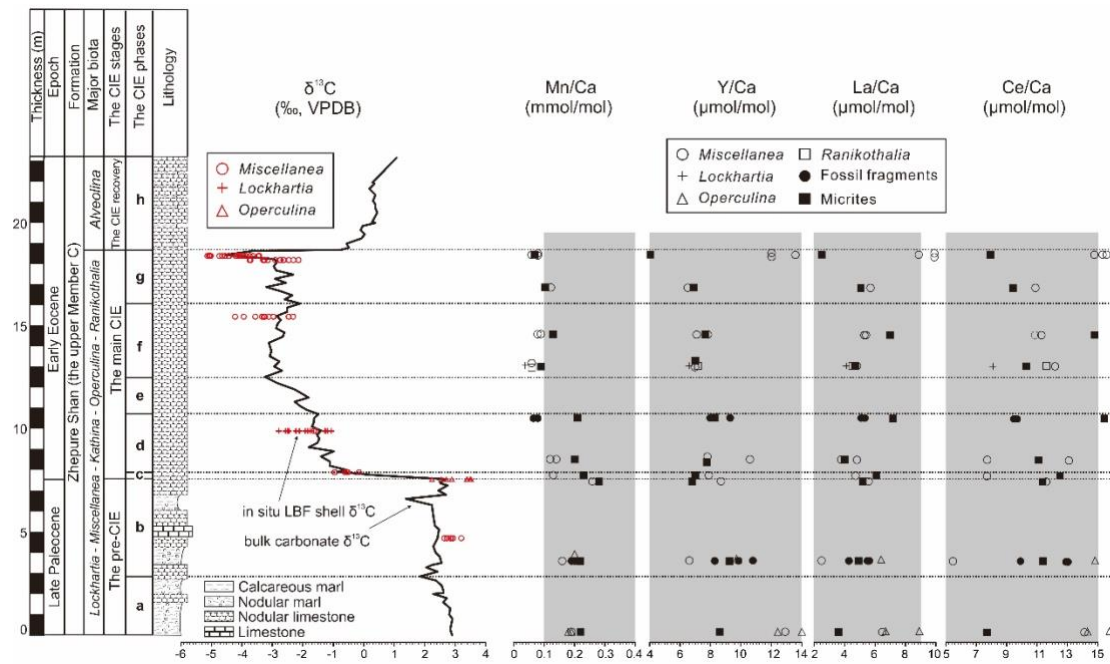 Thickness (m)
Epoch
Formation
Major biota
The CIE stages
The CIE phases
Lithology
δ¹³C
(‰, VPDB)
Mn/Ca
(mmol/mol)
Y/Ca
(µmol/mol)
La/Ca
(µmol/mol)
Ce/Ca
(µmol/mol)
Miscellanea
Lockhartia
Operculina
Miscellanea
Lockhartia
Operculina
Ranikothalia
Fossil fragments
Micrites
20
15
10
5
0
Early Eocene
Late Paleocene
Zhepure Shan (the upper Member C)
Alveolina
Lockhartia - Miscellanea - Kathina - Operculina - Ranikothalia
The CIE recovery
The main CIE
The pre-CIE
h
g
f
e
d
c
b
a
in situ LBF shell δ¹³C
bulk carbonate δ¹³C
Calcareous marl
Nodular marl
Nodular limestone
Limestone
-6 -5 -4 -3 -2 -1 0 1 2 3 4
0 0.1 0.2 0.3 0.4
4 6 8 10 12 14
2 4 6 8 10
5 7 9 11 13 15